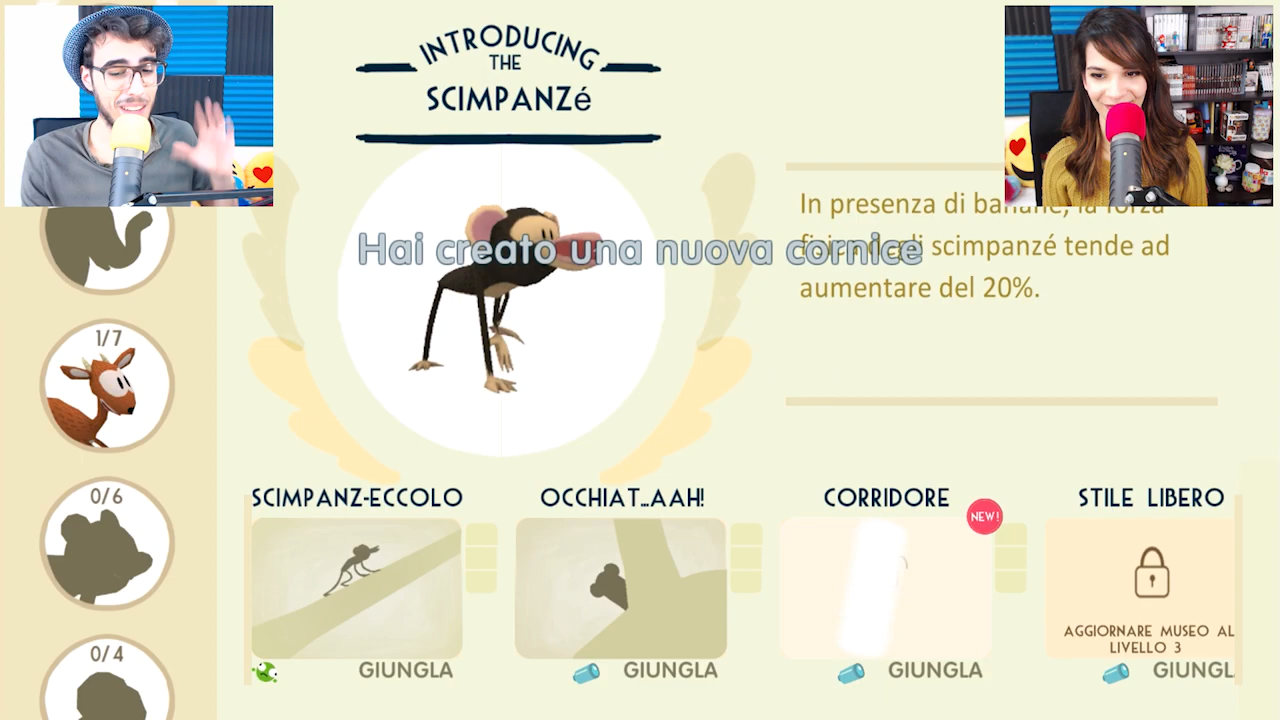 INTRODUCING
THE
SCIMPANZé
In presenza di banane, la forza
fisica degli scimpanzé tende ad
aumentare del 20%.
Hai creato una nuova cornice
1/7
0/6
0/4
SCIMPANZ-ECCOLO
OCCHIAT...AAH!
CORRIDORE
STILE LIBERO
NEW!
AGGIORNARE MUSEO AL
LIVELLO 3
GIUNGLA
GIUNGLA
GIUNGLA
GIUNGL